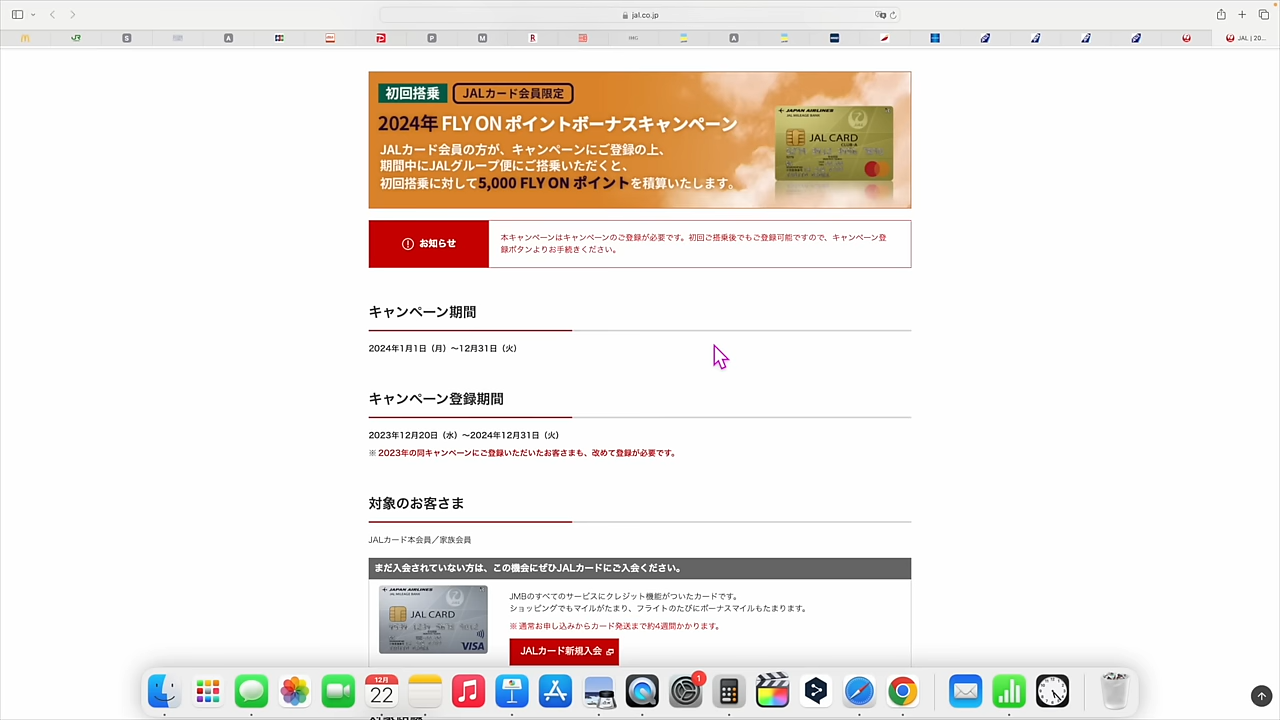 jal.co.jp
JAL | 20...
初回搭乗 JALカード会員限定
2024年 FLY ON ポイントボーナスキャンペーン
JALカード会員の方が、キャンペーンにご登録の上、
期間中にJALグループ便にご搭乗いただくと、
初回搭乗に対して5,000 FLY ON ポイントを積算いたします。
JAPAN AIRLINES
JAL MILEAGE BANK
JAL CARD
CLUB-A
お知らせ
本キャンペーンはキャンペーンのご登録が必要です。初回ご搭乗後でもご登録可能ですので、キャンペーン登
録ボタンよりお手続きください。
キャンペーン期間
2024年1月1日（月）～12月31日（火）
キャンペーン登録期間
2023年12月20日（水）～2024年12月31日（火）
※ 2023年の同キャンペーンにご登録いただいたお客さまも、改めて登録が必要です。
対象のお客さま
JALカード本会員／家族会員
まだ入会されていない方は、この機会にぜひJALカードにご入会ください。
JAPAN AIRLINES
JAL MILEAGE BANK
JAL CARD
VISA
JMBのすべてのサービスにクレジット機能がついたカードです。
ショッピングでもマイルがたまり、フライトのたびにボーナスマイルもたまります。
※ 通常お申し込みからカード発送まで約4週間かかります。
JALカード新規入会
12月
22
1